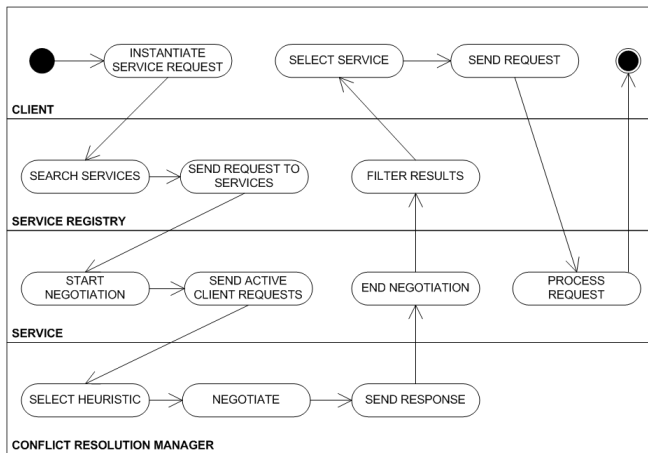 INSTANTIATE
SERVICE REQUEST
SELECT SERVICE
SEND REQUEST
CLIENT
SEARCH SERVICES
SEND REQUEST TO
SERVICES
FILTER RESULTS
SERVICE REGISTRY
START
NEGOTIATION
SEND ACTIVE
CLIENT REQUESTS
END NEGOTIATION
PROCESS
REQUEST
SERVICE
SELECT HEURISTIC
NEGOTIATE
SEND RESPONSE
CONFLICT RESOLUTION MANAGER